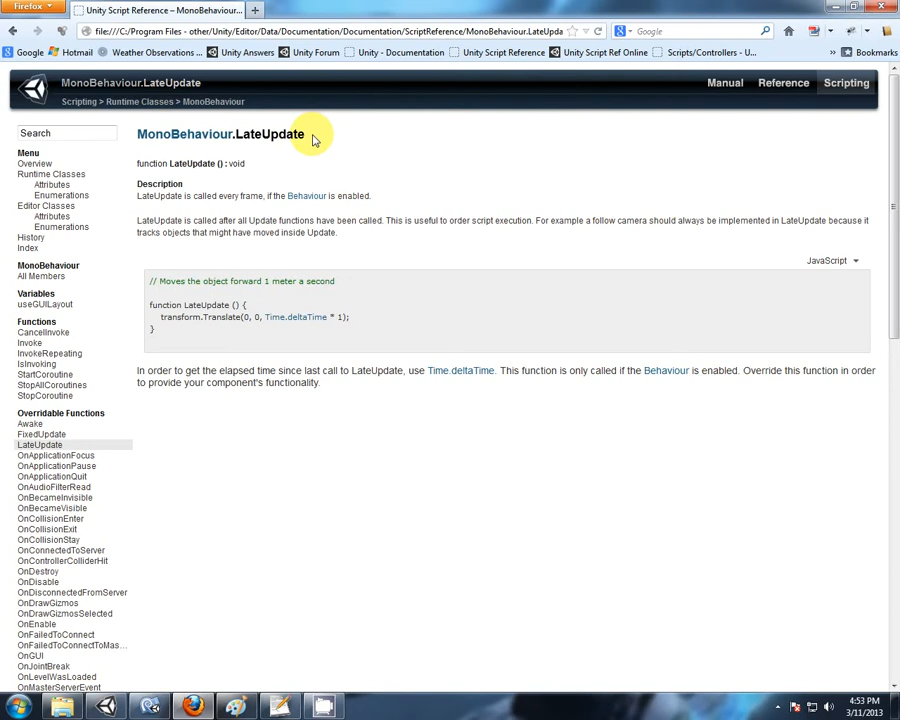 Firefox
Unity Script Reference – MonoBehaviour....
file:///C:/Program Files - other/Unity/Editor/Data/Documentation/Documentation/ScriptReference/MonoBehaviour.LateUpda
Google
Google
Hotmail
Weather Observations ...
Unity Answers
Unity Forum
Unity - Documentation
Unity Script Reference
Unity Script Ref Online
Scripts/Controllers - U...
Bookmarks
MonoBehaviour.LateUpdate
Manual
Reference
Scripting
Scripting > Runtime Classes > MonoBehaviour
Search
Menu
Overview
Runtime Classes
Attributes
Enumerations
Editor Classes
Attributes
Enumerations
History
Index
MonoBehaviour
All Members
Variables
useGUILayout
Functions
CancelInvoke
Invoke
InvokeRepeating
IsInvoking
StartCoroutine
StopAllCoroutines
StopCoroutine
Overridable Functions
Awake
FixedUpdate
LateUpdate
OnApplicationFocus
OnApplicationPause
OnApplicationQuit
OnAudioFilterRead
OnBecameInvisible
OnBecameVisible
OnCollisionEnter
OnCollisionExit
OnCollisionStay
OnConnectedToServer
OnControllerColliderHit
OnDestroy
OnDisable
OnDisconnectedFromServer
OnDrawGizmos
OnDrawGizmosSelected
OnEnable
OnFailedToConnect
OnFailedToConnectToMas...
OnGUI
OnJointBreak
OnLevelWasLoaded
OnMasterServerEvent
MonoBehaviour.LateUpdate
function LateUpdate () : void
Description
LateUpdate is called every frame, if the Behaviour is enabled.
LateUpdate is called after all Update functions have been called. This is useful to order script execution. For example a follow camera should always be implemented in LateUpdate because it
tracks objects that might have moved inside Update.
JavaScript
// Moves the object forward 1 meter a second
function LateUpdate () {
transform.Translate(0, 0, Time.deltaTime * 1);
}
In order to get the elapsed time since last call to LateUpdate, use Time.deltaTime. This function is only called if the Behaviour is enabled. Override this function in order
to provide your component's functionality.
4:53 PM
3/11/2013